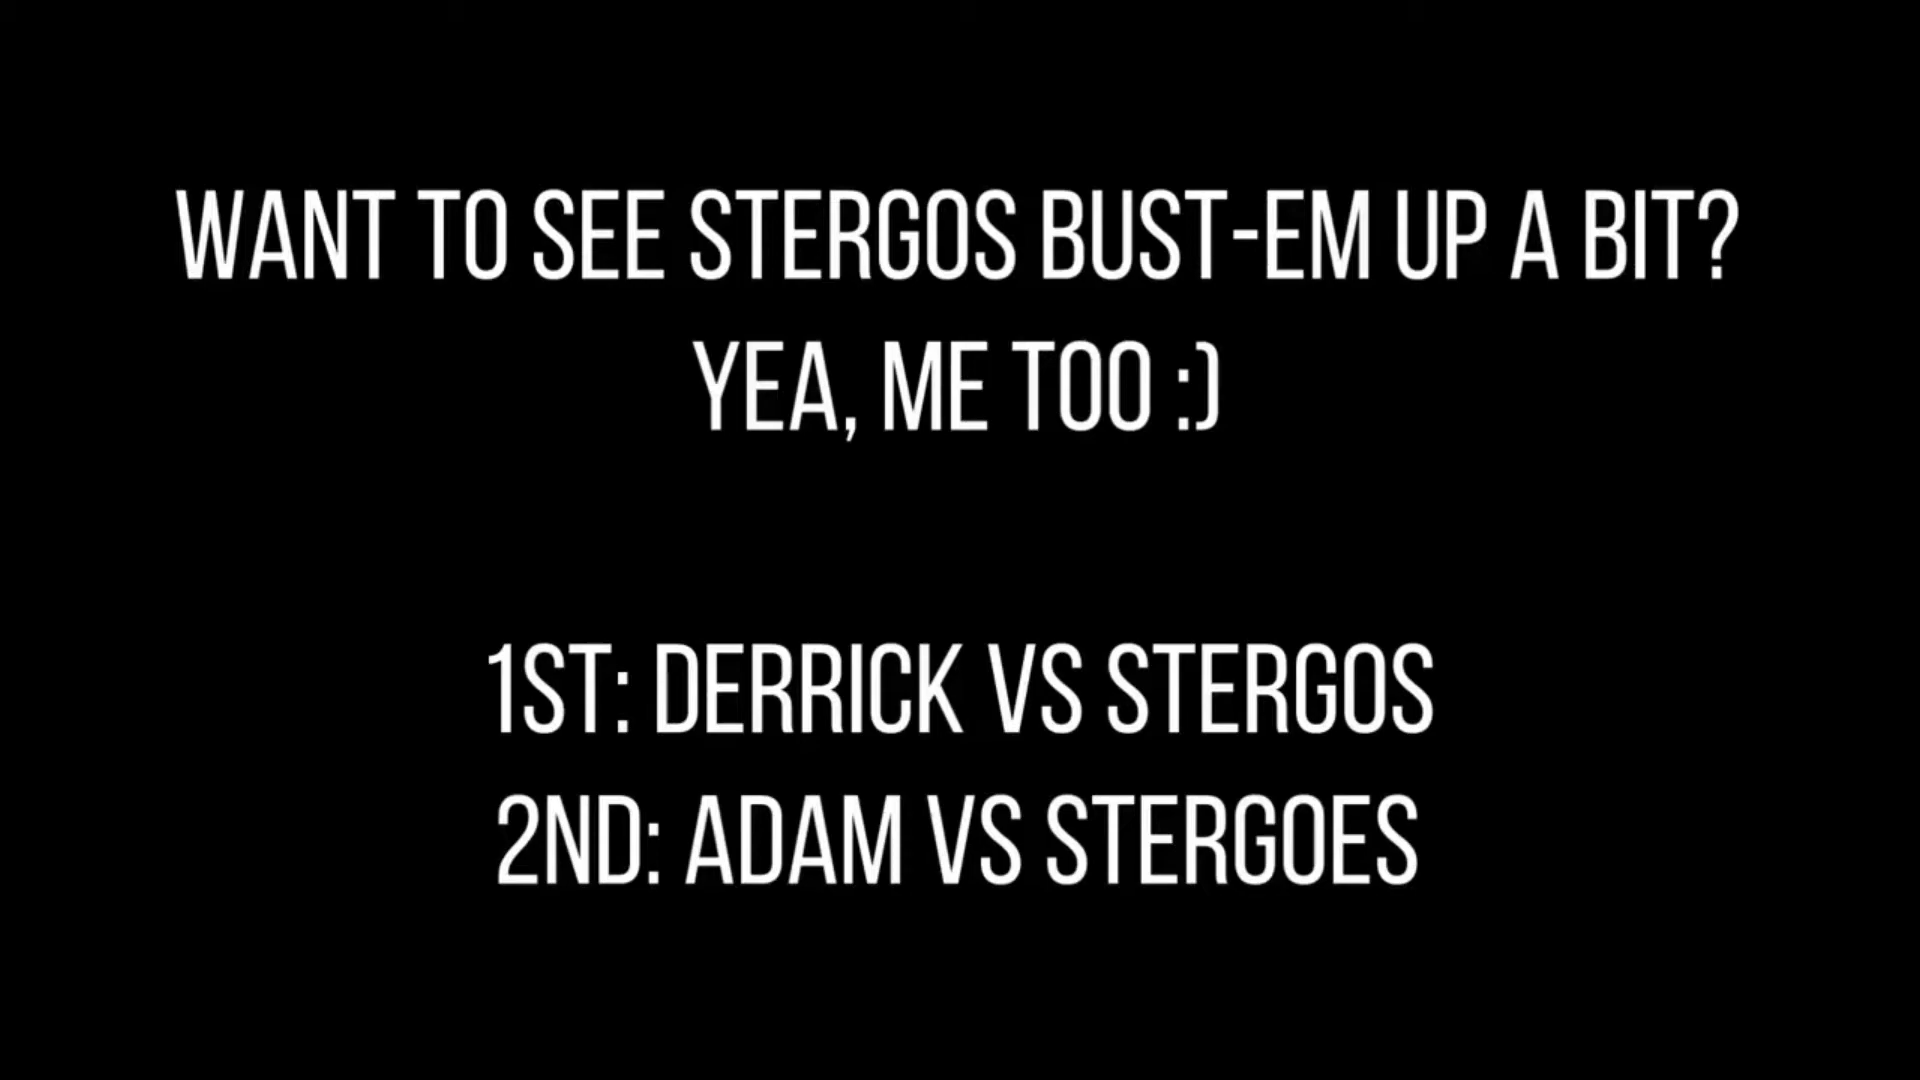 WANT TO SEE STERGOS BUST-EM UP A BIT?
YEA, ME TOO :)
1ST: DERRICK VS STERGOS
2ND: ADAM VS STERGOES